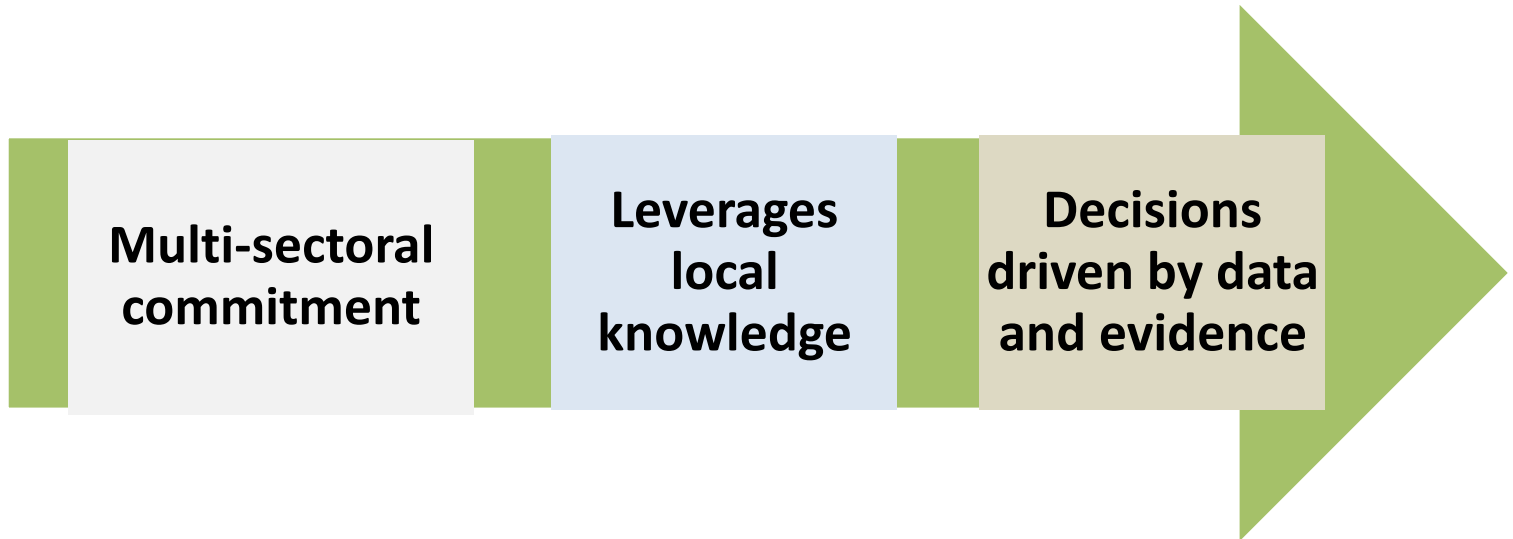 Multi-sectoral
commitment
Leverages
local
knowledge
Decisions
driven by data
and evidence